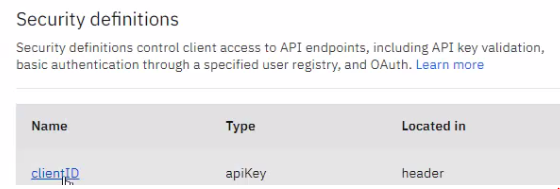 Security definitions
Security definitions control client access to API endpoints, including API key validation,
basic authentication through a specified user registry, and OAuth. Learn more
Name Type Located in
clientID apiKey header